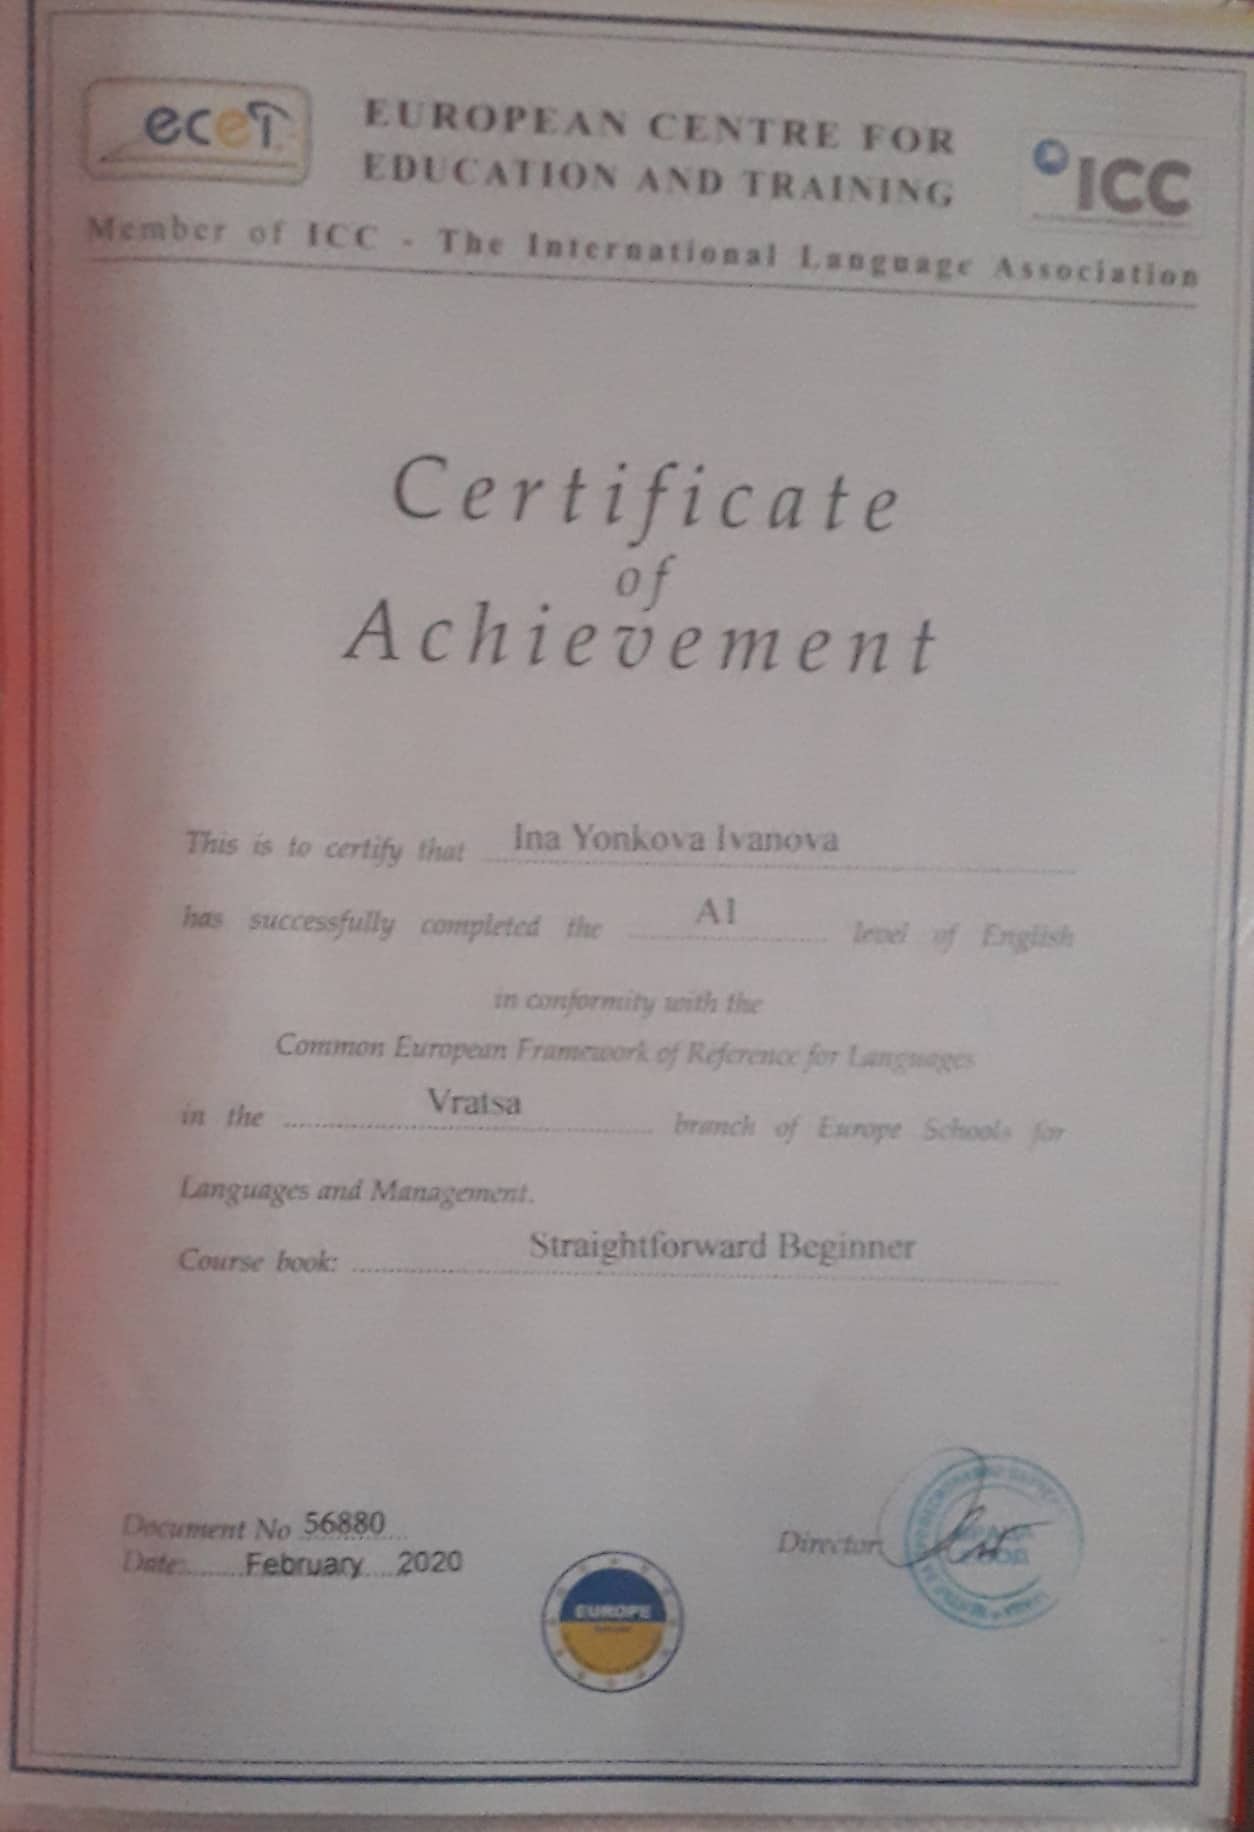 ecet
EUROPEAN CENTRE FOR
EDUCATION AND TRAINING
ICC
Member of ICC - The International Language Association
Certificate
of
Achievement
This is to certify that Ina Yonkova Ivanova
has successfully completed the A1 level of English
in conformity with the
Common European Framework of Reference for Languages
in the Vratsa branch of Europe Schools for
Languages and Management.
Course book: Straightforward Beginner
Document No 56880
Date: February 2020
Director
EUROPE